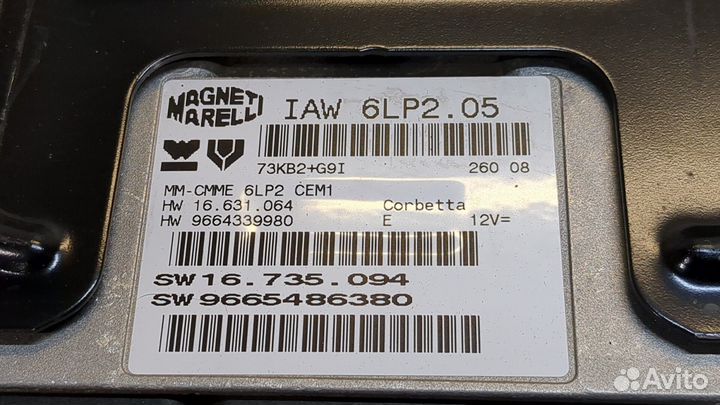 MAGNETI MARELLI IAW 6LP2.05
73KB2+G9I 260 08
MM-CMME 6LP2 CEM1
HW 16.631.064 Corbetta
HW 9664339980 E 12V=
SW 16.735.094
SW 9665486380
Avito